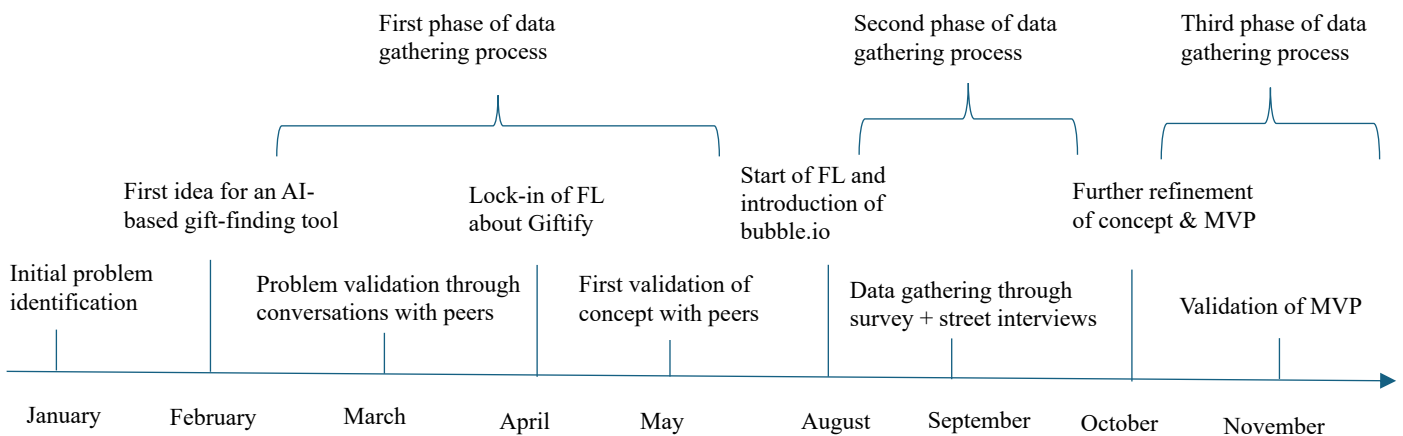 First phase of data
gathering process
Second phase of data
gathering process
Third phase of data
gathering process
First idea for an AI-
based gift-finding tool
Lock-in of FL
about Giftify
Start of FL and
introduction of
bubble.io
Further refinement
of concept & MVP
Initial problem
identification
Problem validation through
conversations with peers
First validation of
concept with peers
Data gathering through
survey + street interviews
Validation of MVP
January
February
March
April
May
August
September
October
November